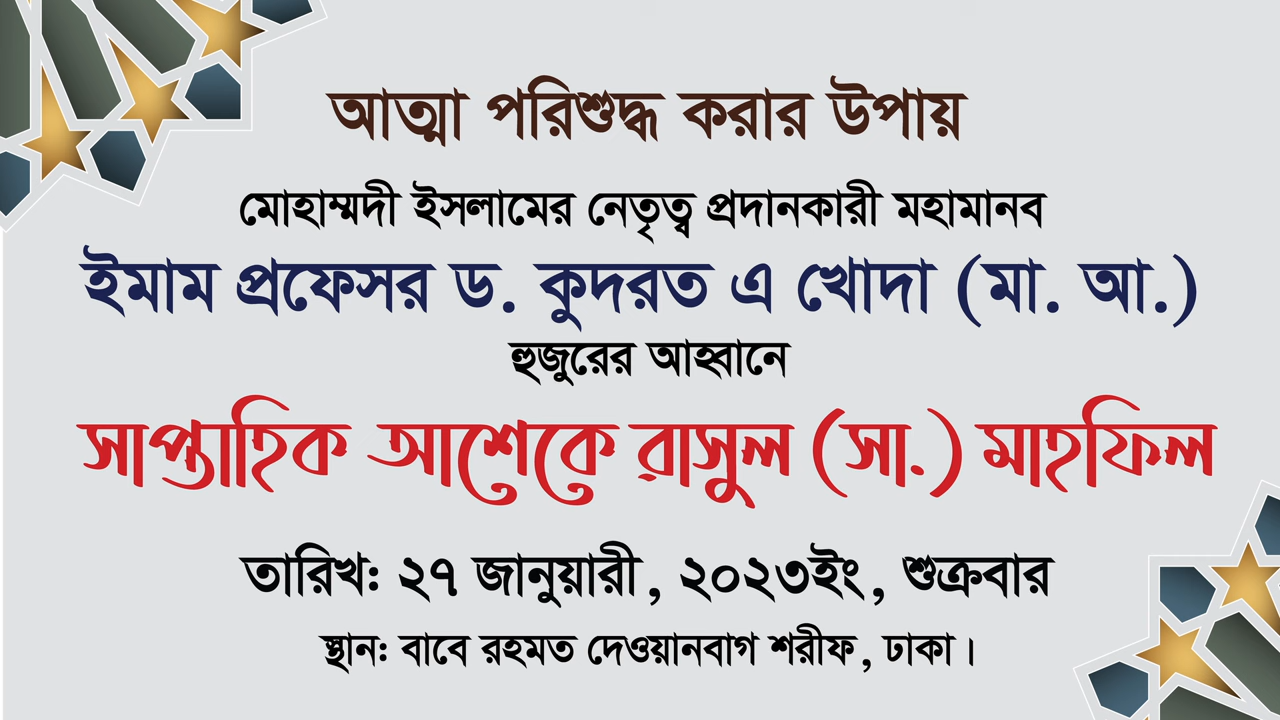 আত্মা পরিশুদ্ধ করার উপায়
মোহাম্মদী ইসলামের নেতৃত্ব প্রদানকারী মহামানব
ইমাম প্রফেসর ড. কুদরত এ খোদা (মা. আ.)
হুজুরের আহ্বানে
সাপ্তাহিক আশেকে রাসুল (সা.) মাহফিল
তারিখ: ২৭ জানুয়ারী, ২০২৩ইং, শুক্রবার
স্থান: বাবে রহমত দেওয়ানবাগ শরীফ, ঢাকা।